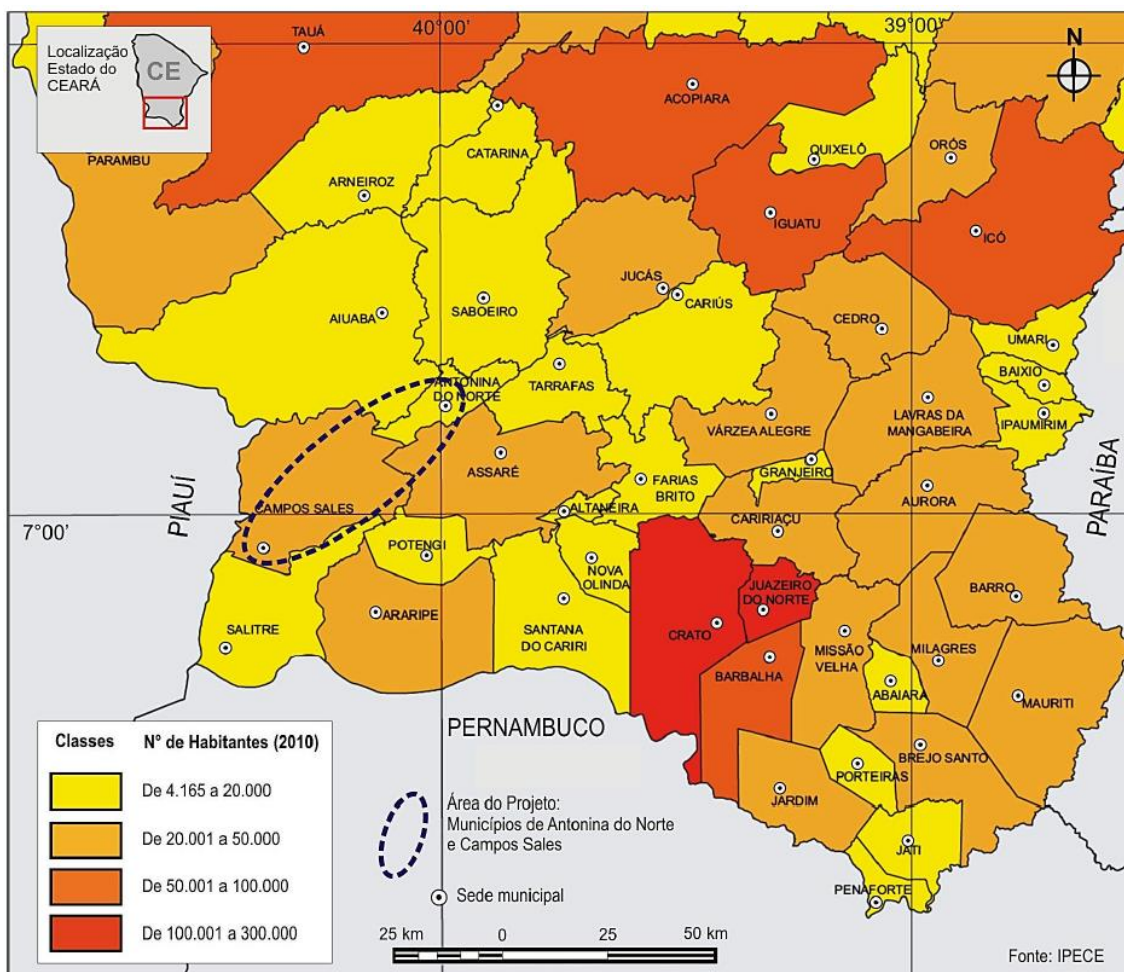 Localização
Estado do
CEARÁ
CE
40°00'
39°00'
N
TAUÁ
ACOPIARA
PARAMBU
CATARINA
QUIXELÔ
ORÓS
ARNEIROZ
IGUATU
ICÓ
JUCÁS
CARIÚS
SABOEIRO
AIUABA
CEDRO
UMARI
BAIXIO
ANTONINA
DO NORTE
TARRAFAS
IPAUMIRIM
LAVRAS DA
MANGABEIRA
VÁRZEA ALEGRE
ASSARÉ
GRANJEIRO
FARIAS
BRITO
AURORA
CAMPOS SALES
ALTANEIRA
CARIRIAÇU
PIAUÍ
PARAÍBA
7°00'
POTENGI
NOVA
OLINDA
JUAZEIRO
DO NORTE
BARRO
ARARIPE
SALITRE
SANTANA
DO CARIRI
CRATO
MISSÃO
VELHA
MILAGRES
BARBALHA
ABAIARA
MAURITI
PERNAMBUCO
BREJO SANTO
PORTEIRAS
JARDIM
JATI
PENAFORTE
Classes Nº de Habitantes (2010)
De 4.165 a 20.000
De 20.001 a 50.000
De 50.001 a 100.000
De 100.001 a 300.000
Área do Projeto:
Municípios de Antonina do Norte
e Campos Sales
Sede municipal
25 km 0 25 50 km
Fonte: IPECE